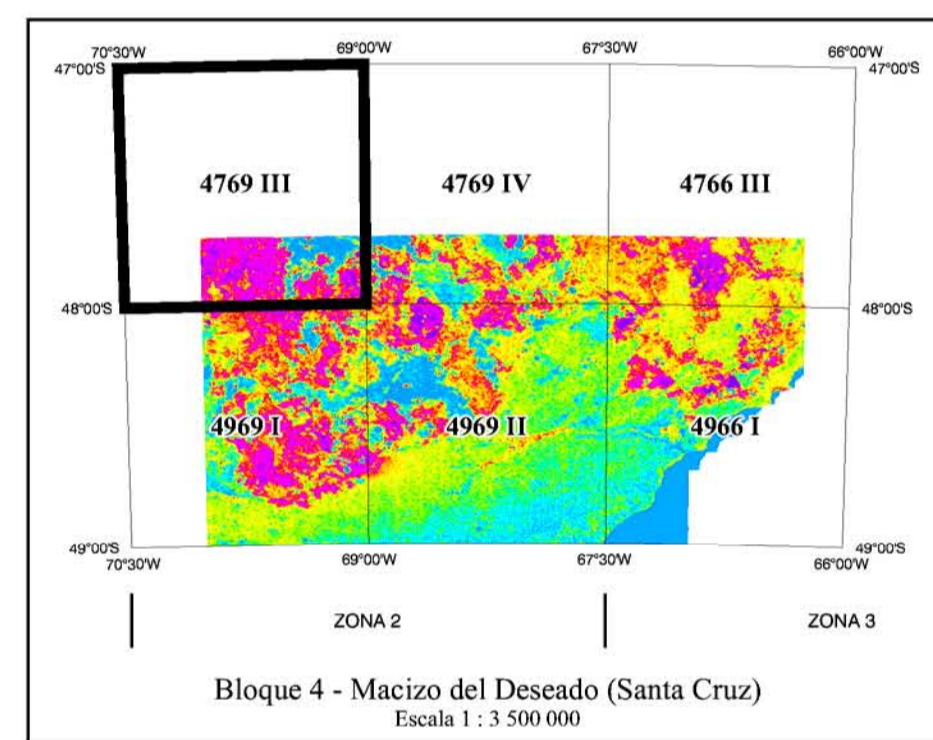 70°30'W 69°00'W 67°30'W 66°00'W
47°00'S 47°00'S
4769 III 4769 IV 4766 III
48°00'S 48°00'S
4969 I 4969 II 4966 I
49°00'S 49°00'S
70°30'W 69°00'W 67°30'W 66°00'W
ZONA 2 ZONA 3
Bloque 4 - Macizo del Deseado (Santa Cruz)
Escala 1 : 3 500 000